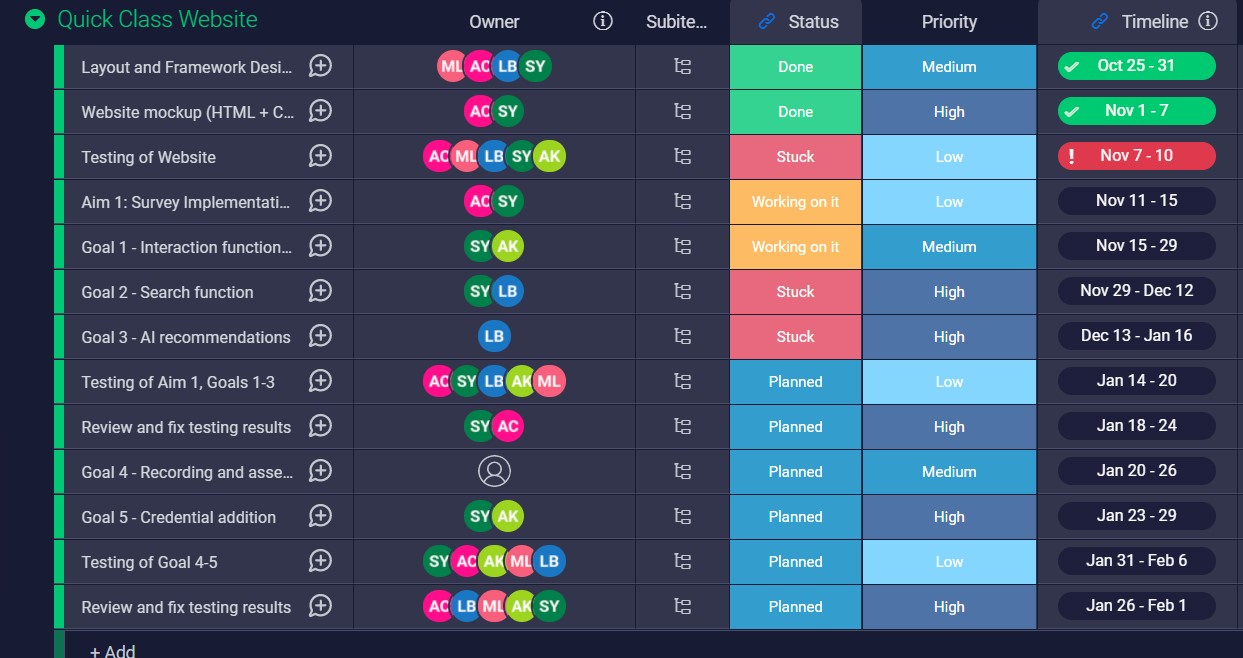 Quick Class Website Owner Subite... Status Priority Timeline
Layout and Framework Desi... ML AC LB SY Done Medium Oct 25 - 31
Website mockup (HTML + C... AC SY Done High Nov 1 - 7
Testing of Website AC ML LB SY AK Stuck Low ! Nov 7 - 10
Aim 1: Survey Implementati... AC SY Working on it Low Nov 11 - 15
Goal 1 - Interaction function... SY AK Working on it Medium Nov 15 - 29
Goal 2 - Search function SY LB Stuck High Nov 29 - Dec 12
Goal 3 - AI recommendations LB Stuck High Dec 13 - Jan 16
Testing of Aim 1, Goals 1-3 AC SY LB AK ML Planned Low Jan 14 - 20
Review and fix testing results SY AC Planned High Jan 18 - 24
Goal 4 - Recording and asse... Planned Medium Jan 20 - 26
Goal 5 - Credential addition SY AK Planned High Jan 23 - 29
Testing of Goal 4-5 SY AC AK ML LB Planned Low Jan 31 - Feb 6
Review and fix testing results AC LB ML AK SY Planned High Jan 26 - Feb 1
+ Add